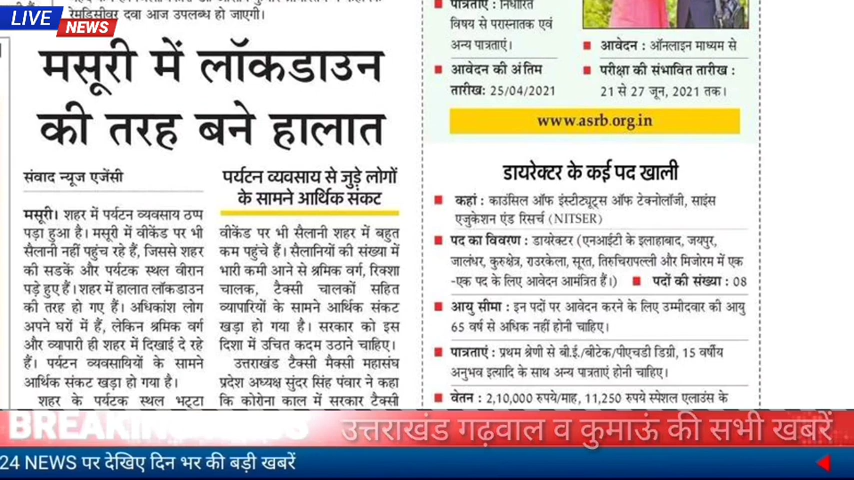 LIVE
NEWS
रेमडिसीवर दवा आज उपलब्ध हो जाएगी।
मसूरी में लॉकडाउन
की तरह बने हालात
संवाद न्यूज एजेंसी
मसूरी। शहर में पर्यटन व्यवसाय ठप्प
पड़ा हुआ है। मसूरी में वीकेंड पर भी
सैलानी नहीं पहुंच रहे हैं, जिससे शहर
की सडकें और पर्यटक स्थल वीरान
पड़े हुए हैं। शहर में हालात लॉकडाउन
की तरह हो गए हैं। अधिकांश लोग
अपने घरों में हैं, लेकिन श्रमिक वर्ग
और व्यापारी ही शहर में दिखाई दे रहे
हैं। पर्यटन व्यवसायियों के सामने
आर्थिक संकट खड़ा हो गया है।
शहर के पर्यटक स्थल भट्टा
पर्यटन व्यवसाय से जुड़े लोगों
के सामने आर्थिक संकट
वीकेंड पर भी सैलानी शहर में बहुत
कम पहुंचे हैं। सैलानियों की संख्या में
भारी कमी आने से श्रमिक वर्ग, रिक्शा
चालक, टैक्सी चालकों सहित
व्यापारियों के सामने आर्थिक संकट
खड़ा हो गया है। सरकार को इस
दिशा में उचित कदम उठाने चाहिए।
उत्तराखंड टैक्सी मैक्सी महासंघ
प्रदेश अध्यक्ष सुंदर सिंह पंवार ने कहा
कि कोरोना काल में सरकार टैक्सी
पात्रताएं : निर्धारित
विषय से परास्नातक एवं
अन्य पात्रताएं।
आवेदन की अंतिम
तारीख: 25/04/2021
आवेदन : ऑनलाइन माध्यम से
परीक्षा की संभावित तारीख :
21 से 27 जून, 2021 तक।
www.asrb.org.in
डायरेक्टर के कई पद खाली
कहां : काउंसिल ऑफ इंस्टीट्यूट्स ऑफ टेक्नोलॉजी, साइंस
एजुकेशन एंड रिसर्च (NITSER)
पद का विवरण : डायरेक्टर (एनआईटी के इलाहाबाद, जयपुर,
जालंधर, कुरुक्षेत्र, राउरकेला, सूरत, तिरुचिरापल्ली और मिजोरम में एक
-एक पद के लिए आवेदन आमंत्रित हैं।) पदों की संख्या : 08
आयु सीमा : इन पदों पर आवेदन करने के लिए उम्मीदवार की आयु
65 वर्ष से अधिक नहीं होनी चाहिए।
पात्रताएं : प्रथम श्रेणी से बी.ई./बीटेक/पीएचडी डिग्री, 15 वर्षीय
अनुभव इत्यादि के साथ अन्य पात्रताएं होनी चाहिए।
वेतन : 2,10,000 रुपये/माह, 11,250 रुपये स्पेशल एलाउंस के
BREAKING NEWS
उत्तराखंड गढ़वाल व कुमाऊं की सभी खबरें
24 NEWS पर देखिए दिन भर की बड़ी खबरें